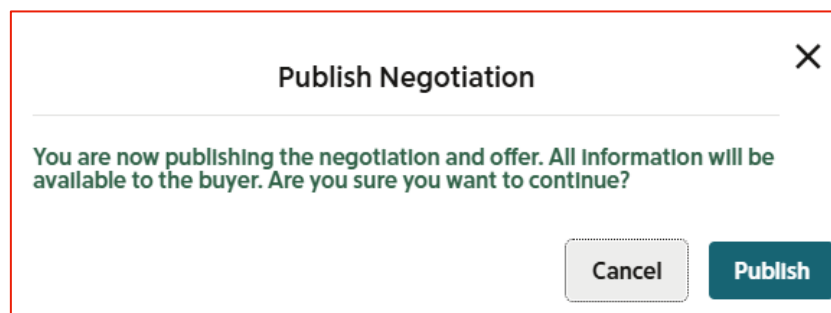 Publish Negotiation
You are now publishing the negotiation and offer. All information will be
available to the buyer. Are you sure you want to continue?
Cancel Publish